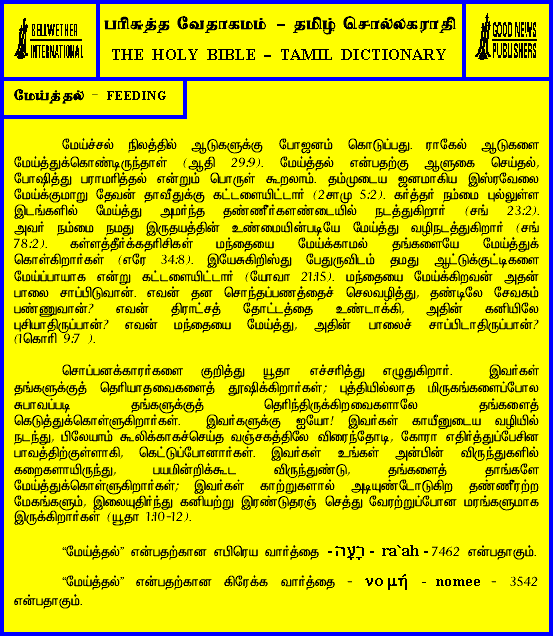 BELLWETHER
INTERNATIONAL
பரிசுத்த வேதாகமம் – தமிழ் சொல்லகராதி
THE HOLY BIBLE – TAMIL DICTIONARY
GOOD NEWS
PUBLISHERS
மேய்த்தல் – FEEDING
மேய்ச்சல் நிலத்தில் ஆடுகளுக்கு போஜனம் கொடுப்பது. ராகேல் ஆடுகளை
மேய்த்துக்கொண்டிருந்தாள் (ஆதி 29:9). மேய்த்தல் என்பதற்கு ஆளுகை செய்தல்,
போஷித்து பராமரித்தல் என்றும் பொருள் கூறலாம். தம்முடைய ஜனமாகிய இஸ்ரவேலை
மேய்க்குமாறு தேவன் தாவீதுக்கு கட்டளையிட்டார் (2சாமு 5:2). கர்த்தர் நம்மை புல்லுள்ள
இடங்களில் மேய்த்து அமர்ந்த தண்ணீர்களண்டையில் நடத்துகிறார் (சங் 23:2).
அவர் நம்மை நமது இருதயத்தின் உண்மையின்படியே மேய்த்து வழிநடத்துகிறார் (சங்
78:2). கள்ளத்தீர்க்கதரிசிகள் மந்தையை மேய்க்காமல் தங்களையே மேய்த்துக்
கொள்கிறார்கள் (எரே 34:8). இயேசுகிறிஸ்து பேதுருவிடம் தமது ஆட்டுக்குட்டிகளை
மேய்ப்பாயாக என்று கட்டளையிட்டார் (யோவா 21:15). மந்தையை மேய்க்கிறவன் அதன்
பாலை சாப்பிடுவான். எவன் தன சொந்தப்பணத்தைச் செலவழித்து, தண்டிலே சேவகம்
பண்ணுவான்? எவன் திராட்சத் தோட்டத்தை உண்டாக்கி, அதின் கனியிலே
புசியாதிருப்பான்? எவன் மந்தையை மேய்த்து, அதின் பாலைச் சாப்பிடாதிருப்பான்?
(1கொரி 9:7 ).
சொப்பனக்காரர்களை குறித்து யூதா எச்சரித்து எழுதுகிறார். இவர்கள்
தங்களுக்குத் தெரியாதவைகளைத் தூஷிக்கிறார்கள்; புத்தியில்லாத மிருகங்களைப்போல
சுபாவப்படி தங்களுக்குத் தெரிந்திருக்கிறவைகளாலே தங்களைத்
கெடுத்துக்கொள்ளுகிறார்கள். இவர்களுக்கு ஐயோ! இவர்கள் காயீனுடைய வழியில்
நடந்து, பிலேயாம் கூலிக்காகச்செய்த வஞ்சகத்திலே விரைந்தோடி, கோரா எதிர்த்துப்பேசின
பாவத்திற்குள்ளாகி, கெட்டுப்போனார்கள். இவர்கள் உங்கள் அன்பின் விருந்துகளில்
கறைகளாயிருந்து, பயமின்றிக்கூட விருந்துண்டு, தங்களைத் தாங்களே
மேய்த்துக்கொள்ளுகிறார்கள்; இவர்கள் காற்றுகளால் அடியுண்டோடுகிற தண்ணீரற்ற
மேகங்களும், இலையுதிர்ந்து கனியற்று இரண்டுதரஞ் செத்து வேரற்றுப்போன மரங்களுமாக
இருக்கிறார்கள் (யூதா 1:10-12).
“மேய்த்தல்” என்பதற்கான எபிரெய வார்த்தை - רָעָה - ra`ah - 7462 என்பதாகும்.
“மேய்த்தல்” என்பதற்கான கிரேக்க வார்த்தை - νομή - nomee - 3542
என்பதாகும்.